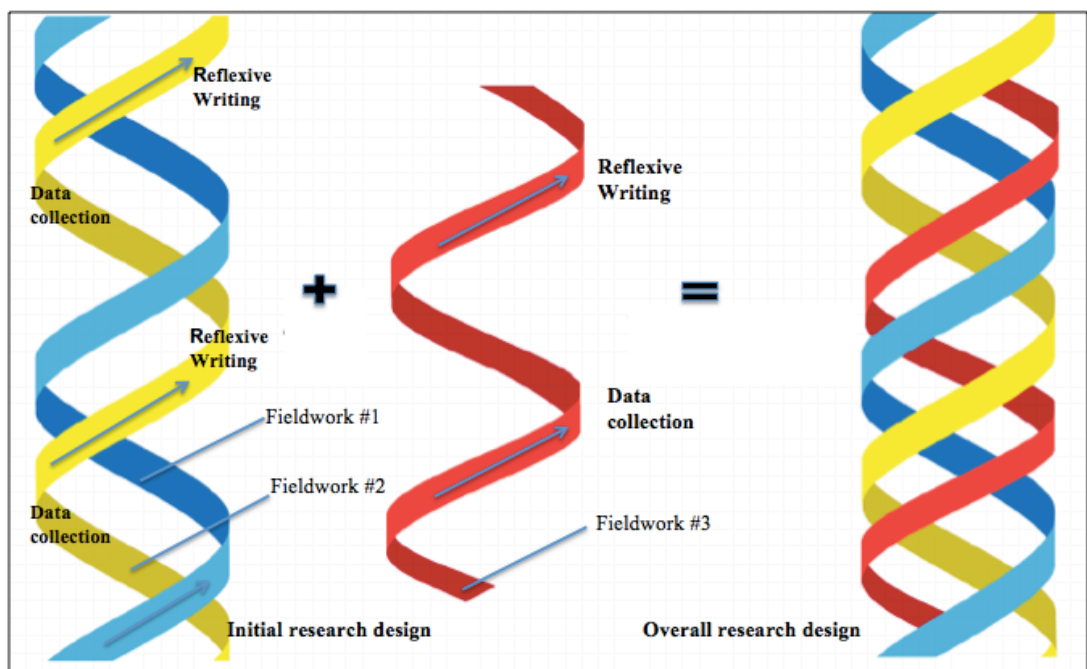 Reflexive
Writing
Data
collection
Reflexive
Writing
Fieldwork #1
Fieldwork #2
Data
collection
Initial research design
+
Reflexive
Writing
Data
collection
Fieldwork #3
=
Overall research design